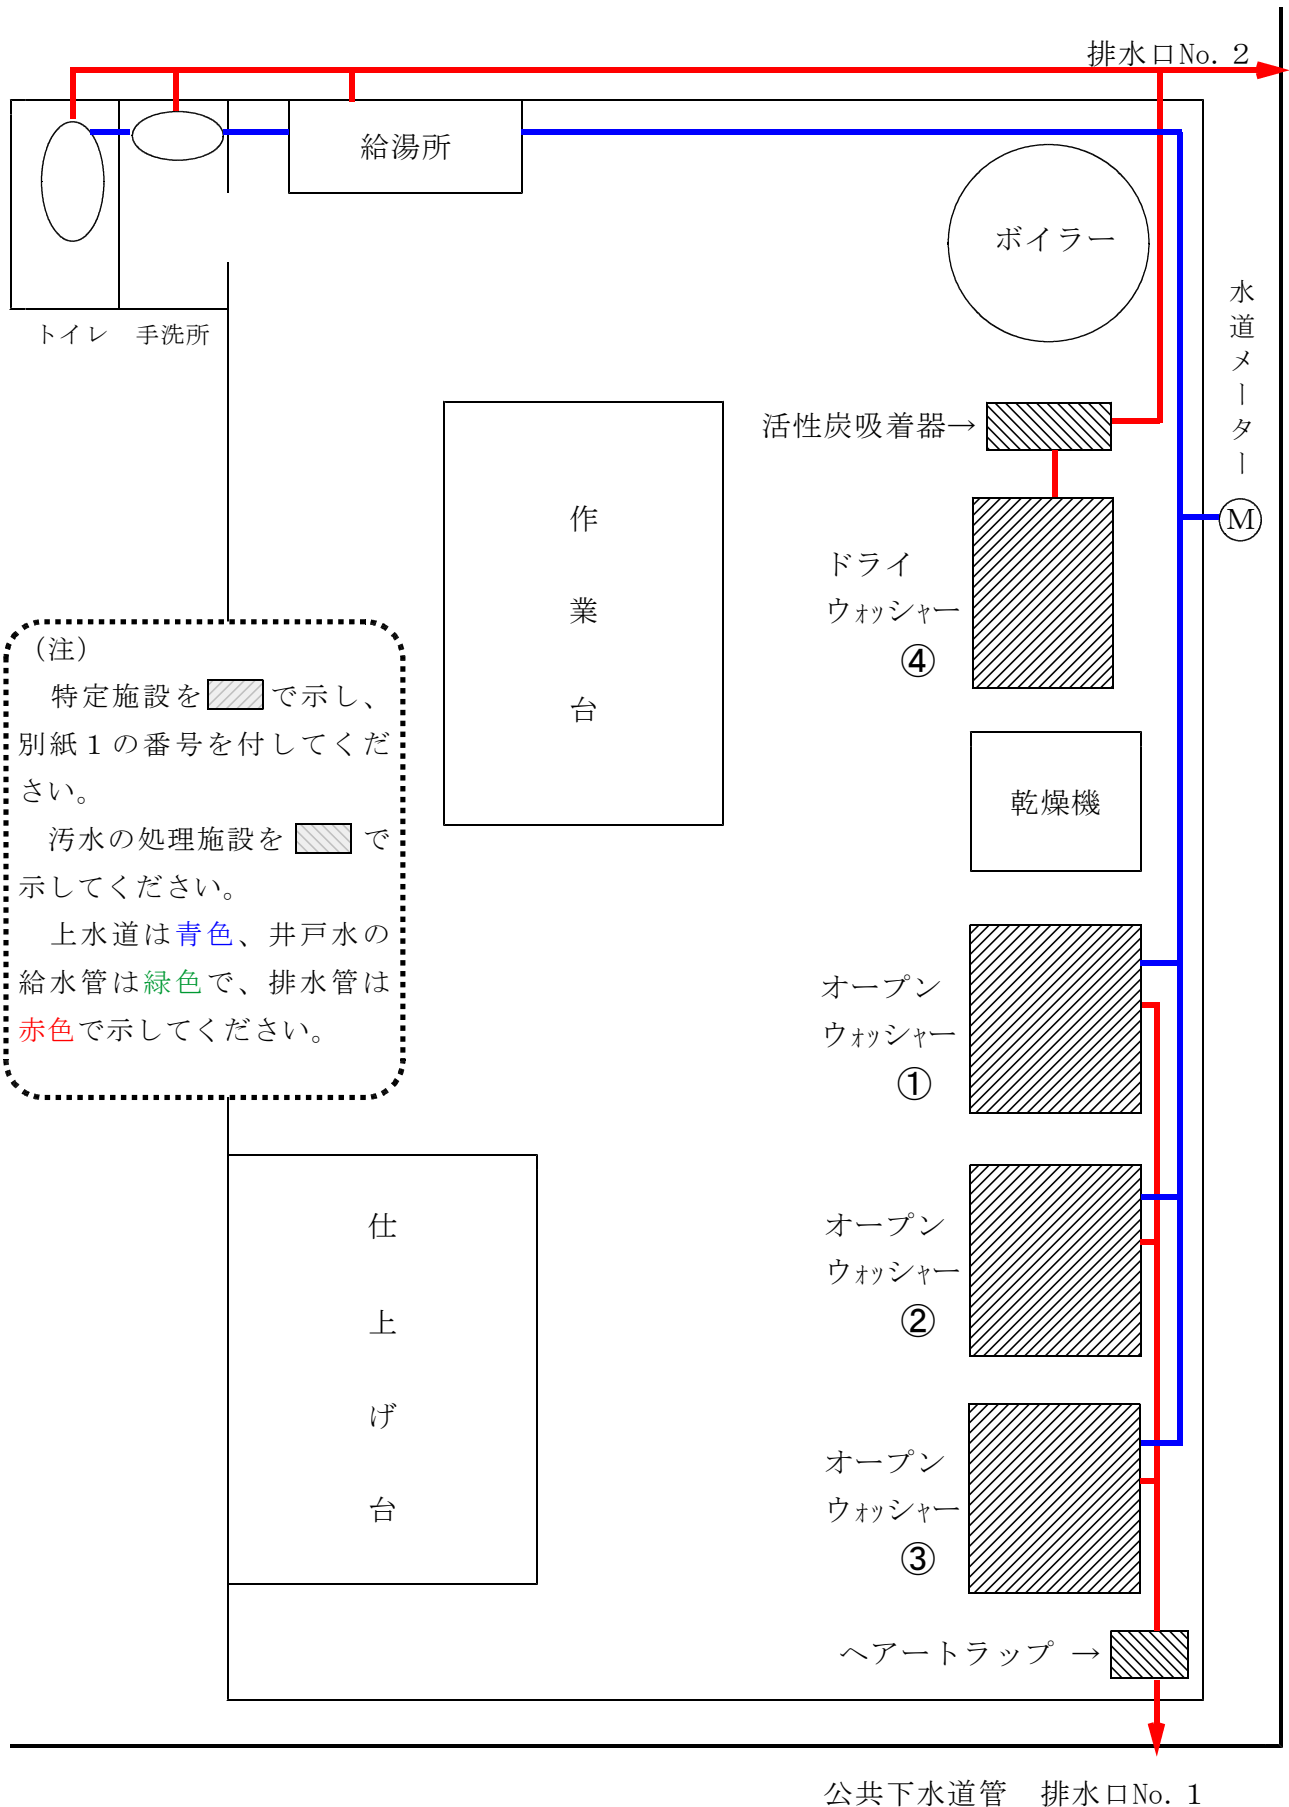 排水口No. 2
給湯所
ボイラー
トイレ
手洗所
水道メーター
M
活性炭吸着器→
作業台
ドライ
ウォッシャー
④
（注）
特定施設を で示し、
別紙１の番号を付してくだ
さい。
汚水の処理施設を で
示してください。
上水道は青色、井戸水の
給水管は緑色で、排水管は
赤色で示してください。
乾燥機
オープン
ウォッシャー
①
仕上げ台
オープン
ウォッシャー
②
オープン
ウォッシャー
③
ヘアートラップ →
公共下水道管　排水口No. 1